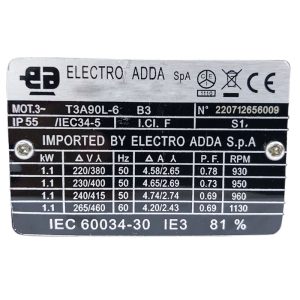 ea ELECTRO ADDA SpA CE
MOT.3~ T3A90L-6 B3 N° 220712656009
IP 55 /IEC34-5 I.Cl. F S1
IMPORTED BY ELECTRO ADDA S.p.A
kW Δ V Y Hz Δ A Y P.F. RPM
1.1 220/380 50 4.58/2.65 0.78 930
1.1 230/400 50 4.65/2.69 0.73 950
1.1 240/415 50 4.74/2.74 0.69 960
1.1 265/460 60 4.20/2.43 0.69 1130
IEC 60034-30 IE3 81 %